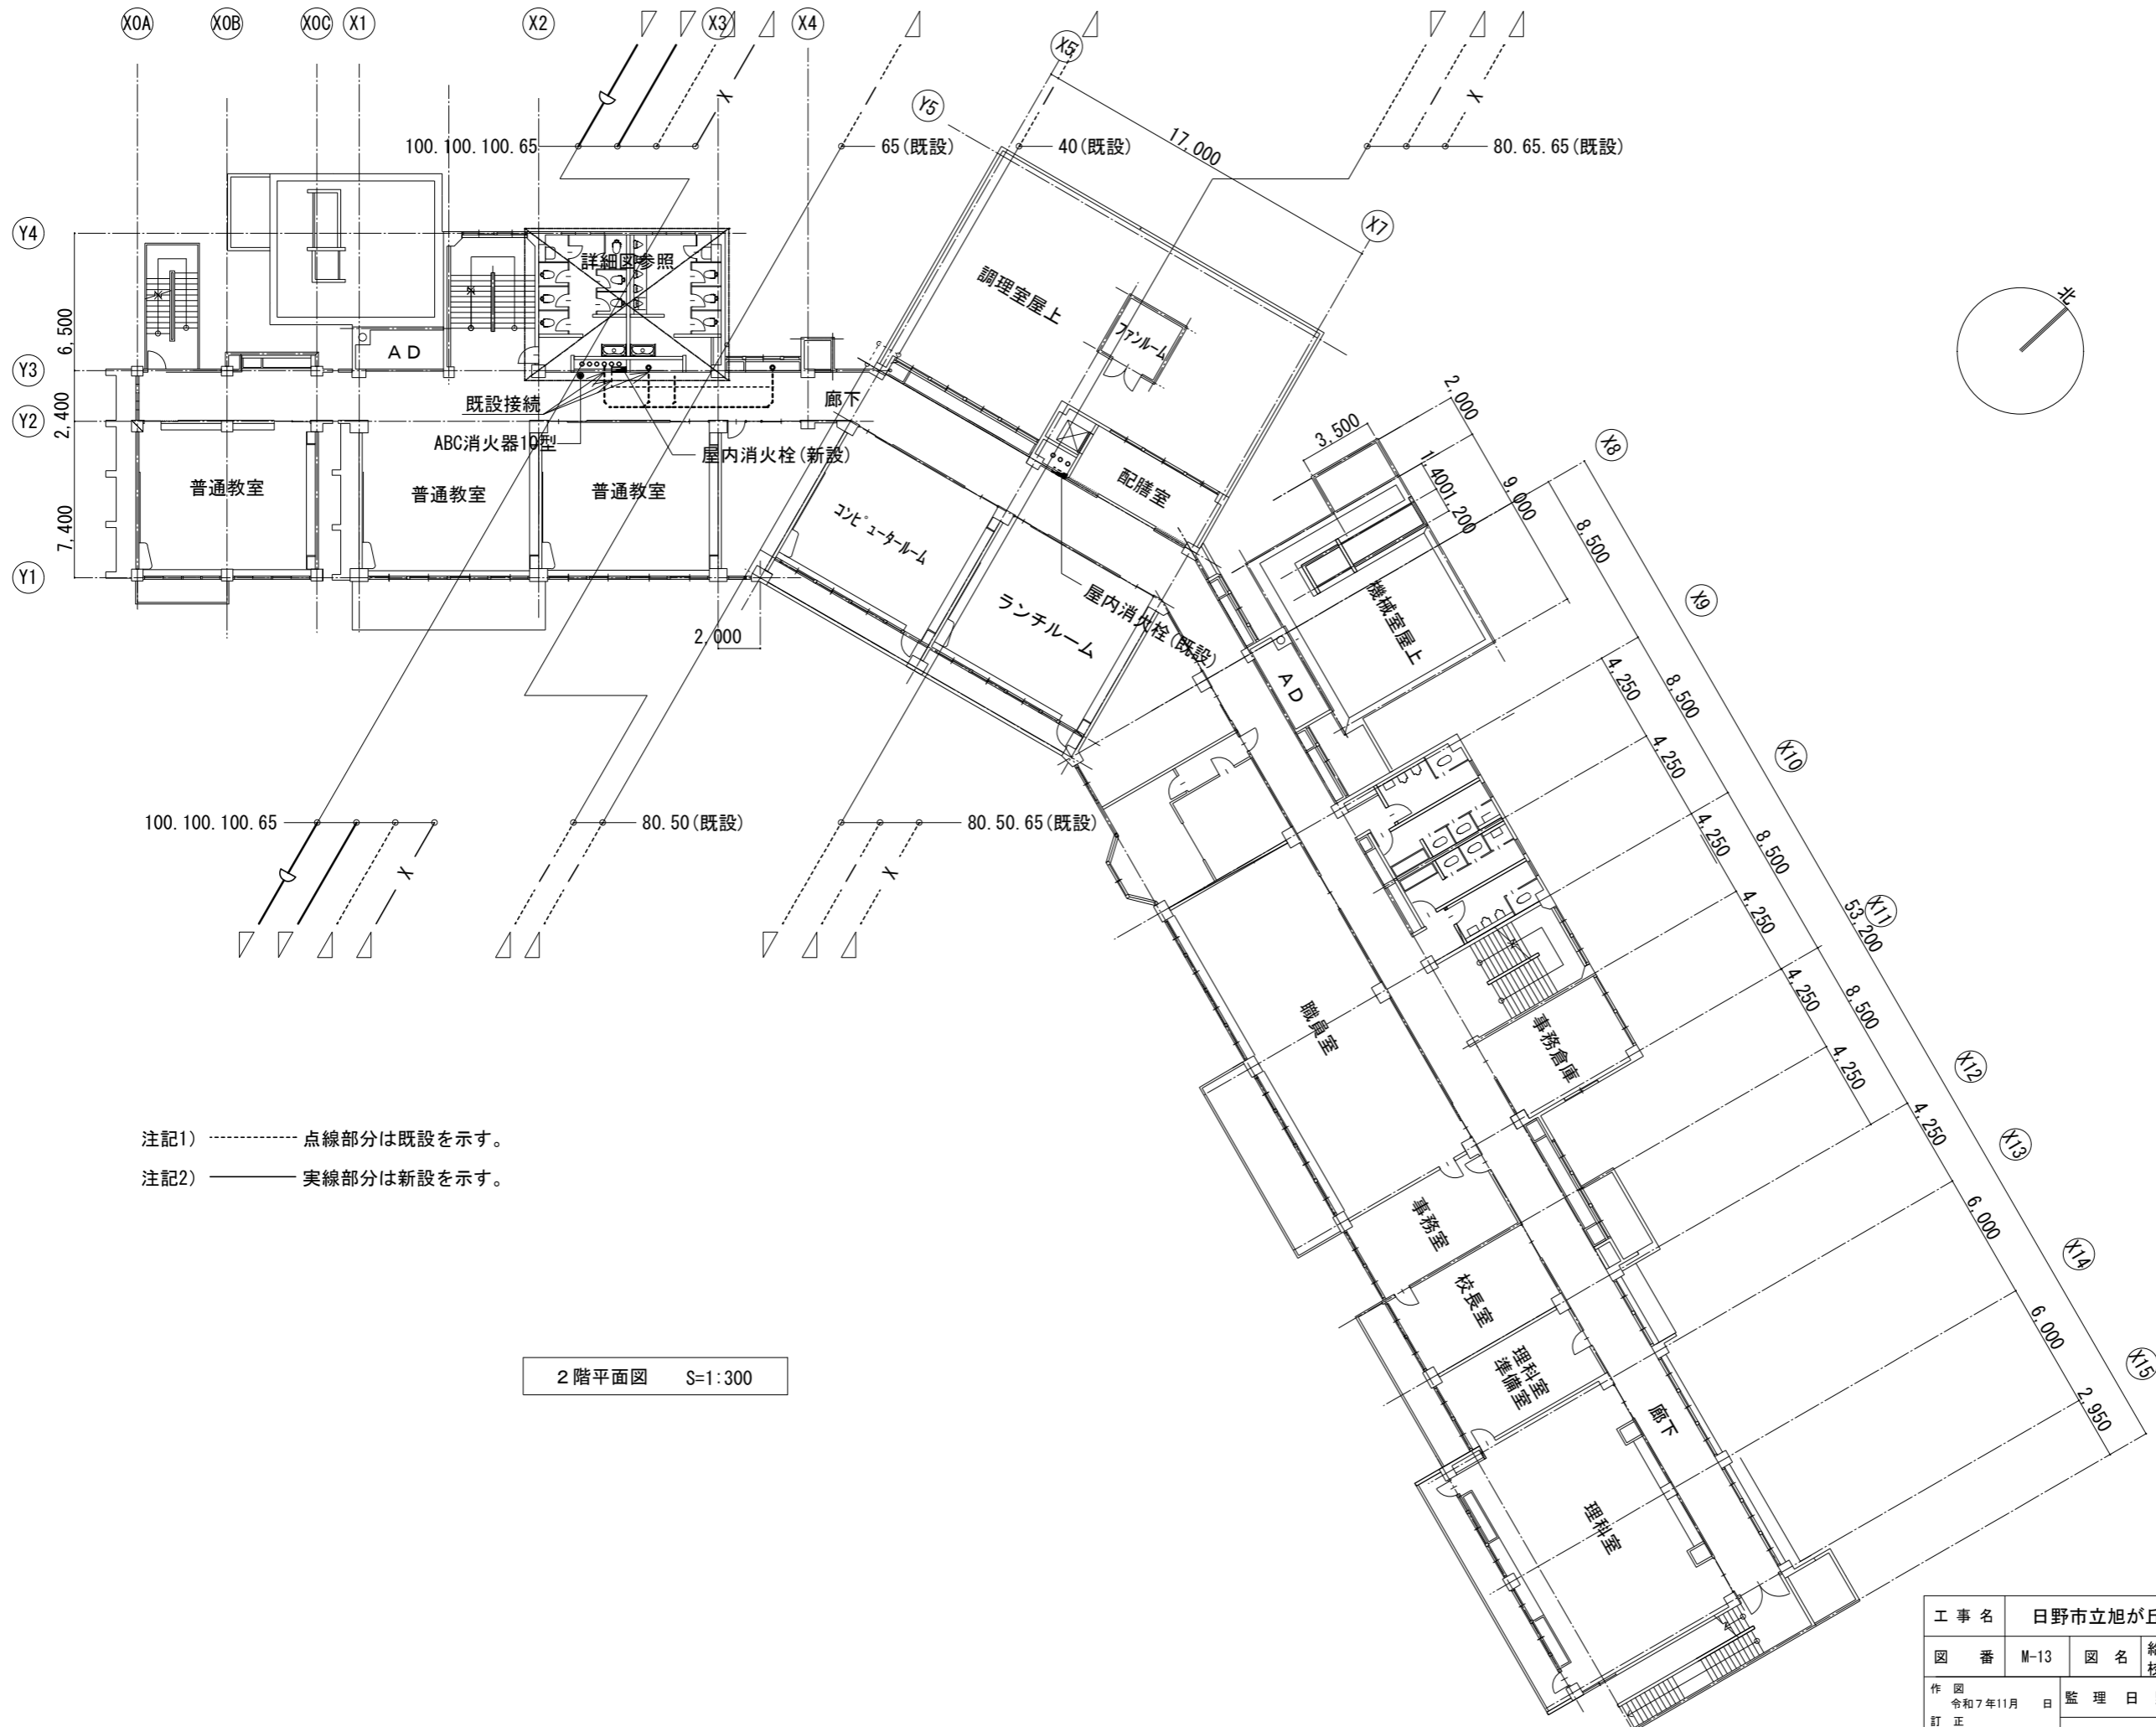 X0A
X0B
X0C
X1
X2
X3
X4
X5
Y5
17,000
100.100.100.65
65(既設)
40(既設)
80.65.65(既設)
X7
Y4
詳細図参照
調理室屋上
ファンルーム
北
6,500
AD
Y3
2,400
既設接続
廊下
Y2
ABC消火器10型
屋内消火栓(新設)
配膳室
3,500
2,000
1,400
1,200
9,000
X8
8,500
普通教室
普通教室
普通教室
7,400
コンピュータルーム
Y1
ランチルーム
屋内消火栓(既設)
機械室屋上
X9
2,000
AD
4,250
8,500
4,250
X10
100.100.100.65
80.50(既設)
80.50.65(既設)
4,250
8,500
X11
53,200
4,250
職員室
事務倉庫
4,250
8,500
X12
4,250
注記1)
点線部分は既設を示す。
注記2)
実線部分は新設を示す。
4,250
X13
事務室
6,000
X14
校長室
理科室
準備室
6,000
X15
2階平面図 S=1:300
廊下
2,950
理科室
工事名
日野市立旭が丘
図番
M-13
図名
作図
令和7年11月 日
監理日
訂正